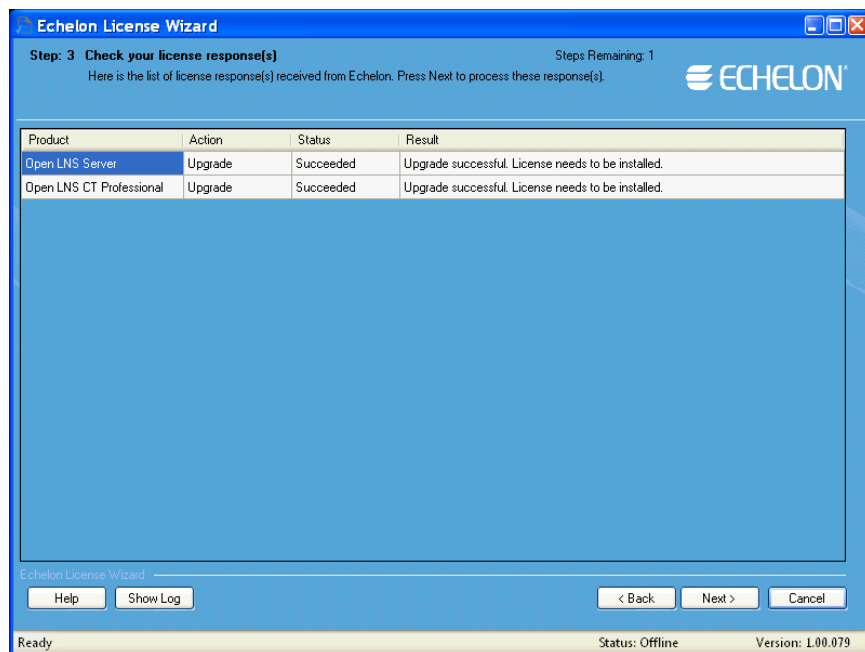 Echelon License Wizard
Step: 3 Check your license response(s) Steps Remaining: 1
Here is the list of license response(s) received from Echelon. Press Next to process these response(s).
ECHELON
Product Action Status Result
Open LNS Server Upgrade Succeeded Upgrade successful. License needs to be installed.
Open LNS CT Professional Upgrade Succeeded Upgrade successful. License needs to be installed.
Echelon License Wizard
Help Show Log < Back Next > Cancel
Ready Status: Offline Version: 1.00.079